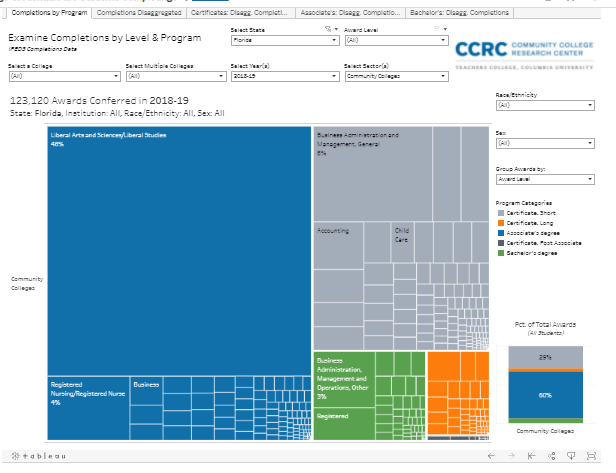 Completions by Program
Completions Disaggregated
Certificates: Disagg. Completi...
Associate's: Disagg. Completio...
Bachelor's: Disagg. Completions
Examine Completions by Level & Program
IPEDS Completions Data
Select State
Florida
Award Level
(All)
CCRC COMMUNITY COLLEGE
RESEARCH CENTER
TEACHERS COLLEGE, COLUMBIA UNIVERSITY
Select a College
(All)
Select Multiple Colleges
(All)
Select Year(s)
2018-19
Select Sector(s)
Community Colleges
123,120 Awards Conferred in 2018-19
State: Florida, Institution: All, Race/Ethnicity: All, Sex: All
Race/Ethnicity
(All)
Sex
(All)
Group Awards by:
Award Level
Program Categories
Certificate, Short
Certificate, Long
Associate's degree
Certificate, Post Associate
Bachelor's degree
Community
Colleges
Liberal Arts and Sciences/Liberal Studies
46%
Registered
Nursing/Registered Nurse
4%
Business
Business Administration and
Management, General
6%
Accounting
Child
Care
Business
Administration,
Management and
Operations, Other
3%
Registered
Pct. of Total Awards
(All Students)
60%
Community Colleges
+ableau